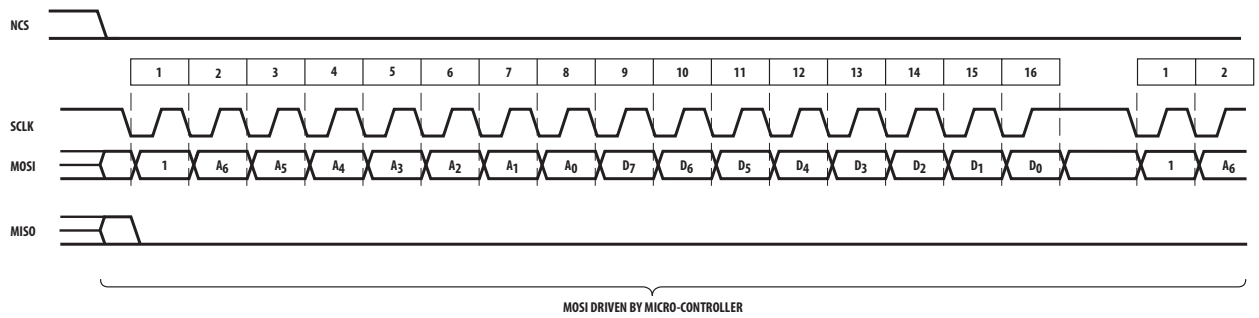 NCS
1 2 3 4 5 6 7 8 9 10 11 12 13 14 15 16 1 2
SCLK
MOSI 1 A6 A5 A4 A3 A2 A1 A0 D7 D6 D5 D4 D3 D2 D1 D0 1 A6
MISO
MOSI DRIVEN BY MICRO-CONTROLLER